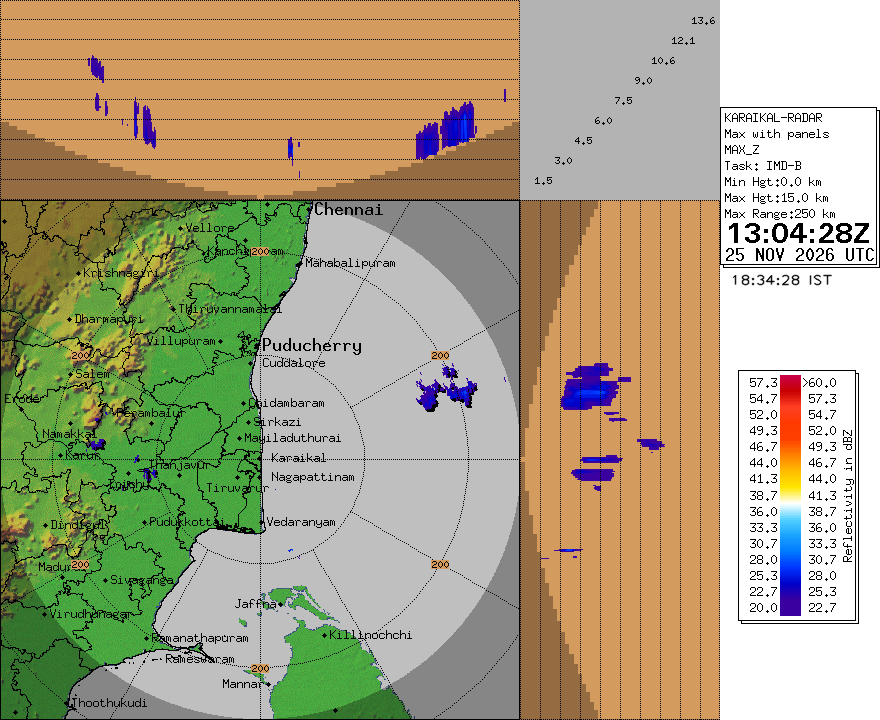 13.6
12.1
10.6
9.0
7.5
6.0
4.5
3.0
1.5
KARAIKAL-RADAR
Max with panels
MAX_Z
Task: IMD-B
Min Hgt:0.0 km
Max Hgt:15.0 km
Max Range:250 km
13:04:28Z
25 NOV 2026 UTC
18:34:28 IST
Chennai
Vellore
200
Mahabalipuram
Krishnagiri
Thiruvannamalai
Dharmapuri
Villupuram
Puducherry
200
200
Cuddalore
Salem
Erode
Chidambaram
Perambalur
Sirkazi
Namakkal
Mayiladuthurai
Karur
Karaikal
Thanjavur
Nagapattinam
Tiruvarur
Dindigul
Pudukkottai
Vedaranyam
200
200
Sivaganga
Jaffna
Virudhunagar
Ramanathapuram
Killinochchi
Rameswaram
200
Mannar
Thoothukudi
57.3 >60.0
54.7 57.3
52.0 54.7
49.3 52.0
46.7 49.3
44.0 46.7
41.3 44.0
38.7 41.3
36.0 38.7
33.3 36.0
30.7 33.3
28.0 30.7
25.3 28.0
22.7 25.3
20.0 22.7
Reflectivity in dBZ